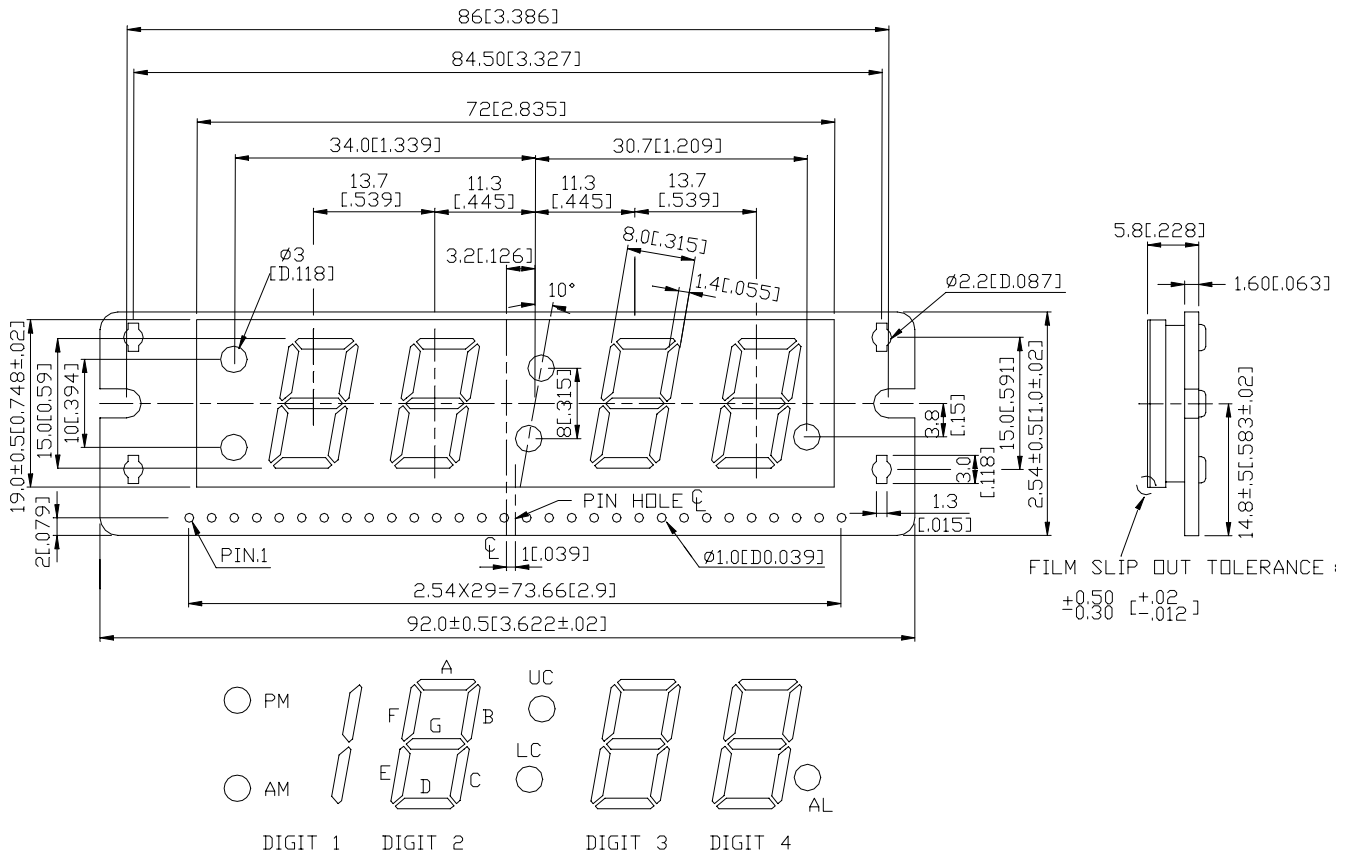 86[3.386]
84.50[3.327]
72[2.835]
34.0[1.339]
30.7[1.209]
13.7
[.539]
11.3
[.445]
11.3
[.445]
13.7
[.539]
8.0[.315]
5.8[.228]
ø3
[D.118]
3.2[.126]
1.4[.055]
10°
ø2.2[D.087]
1.60[.063]
19.0±0.5[0.748±.02]
15.0[0.59]
10[.394]
8[.315]
3.8
[.15]
15.0[.591]
2.54±0.5[1.0±0.02]
14.8±.5[.583±.02]
3.0
[.118]
2[.079]
PIN HOLE ℄
1.3
[.015]
PIN.1
℄
1[.039]
ø1.0[D0.039]
FILM SLIP OUT TOLERANCE :
+0.50
-0.30
[+.02
-.012]
2.54X29=73.66[2.9]
92.0±0.5[3.622±.02]
PM
A
F
G
B
UC
AM
E
D
C
LC
AL
DIGIT 1
DIGIT 2
DIGIT 3
DIGIT 4